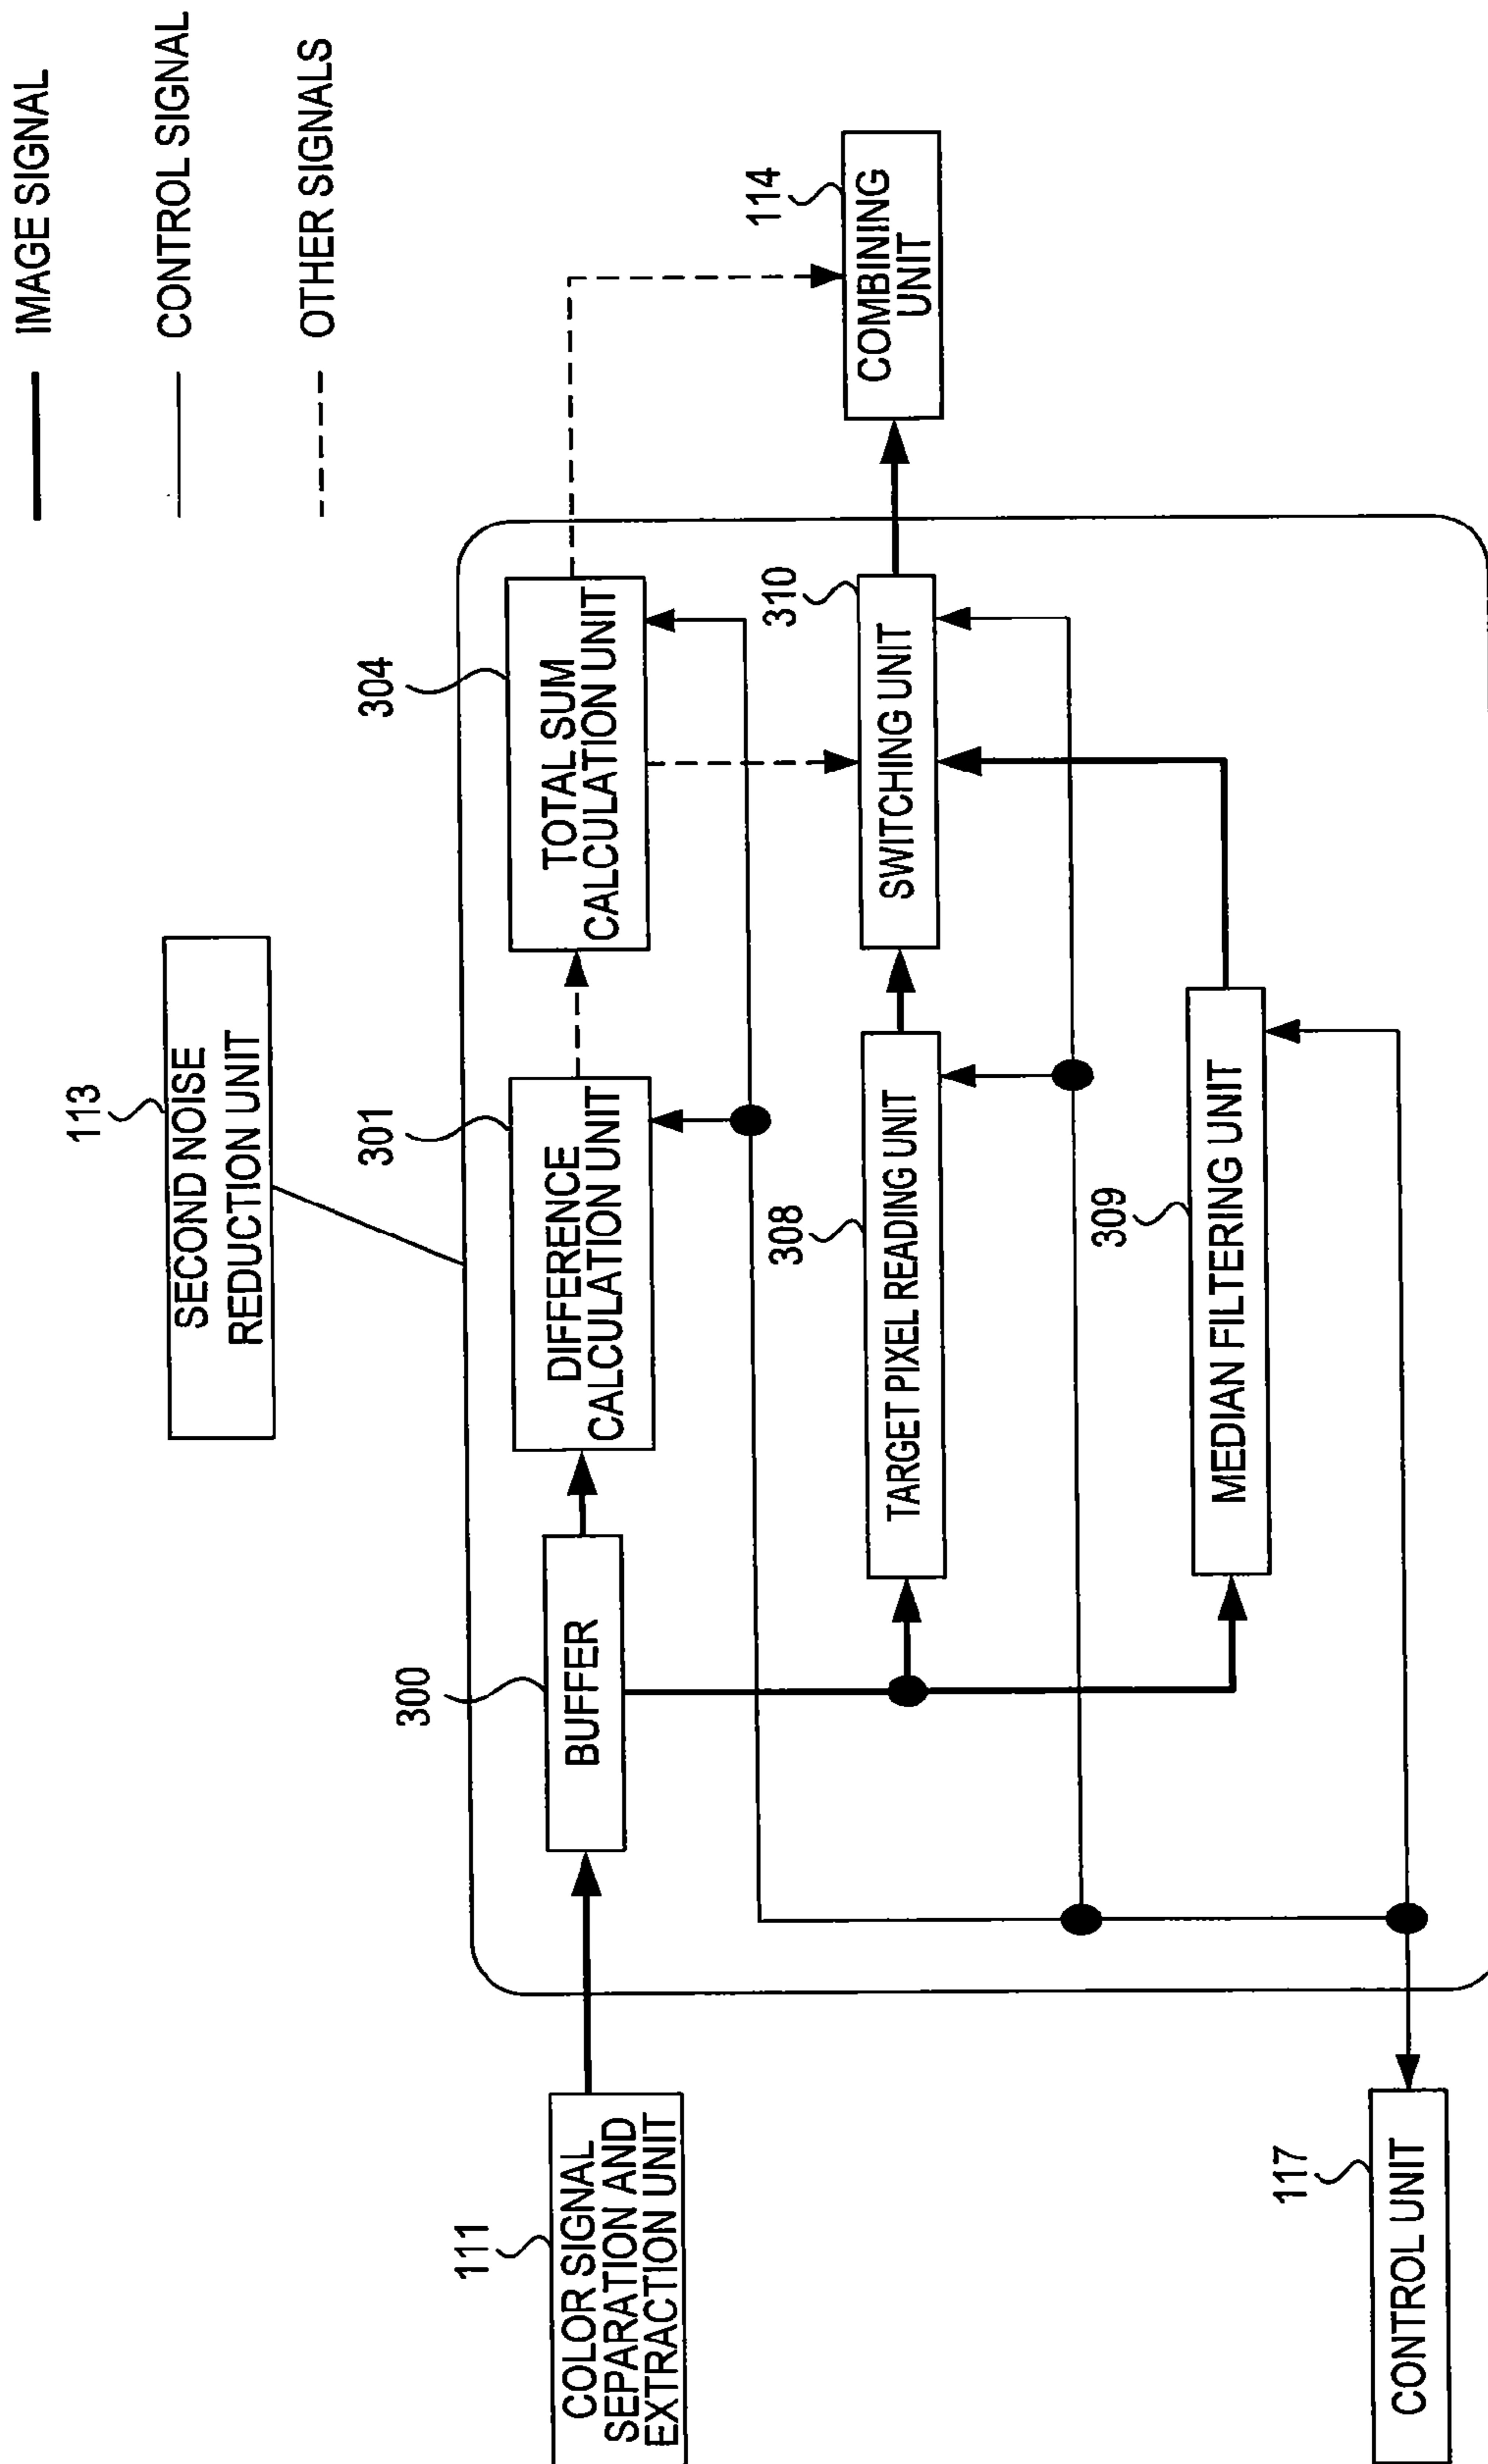 IMAGE SIGNAL
CONTROL SIGNAL
OTHER SIGNALS
113
SECOND NOISE
REDUCTION UNIT
111
COLOR SIGNAL
SEPARATION AND
EXTRACTION UNIT
300
BUFFER
301
DIFFERENCE
CALCULATION UNIT
304
TOTAL SUM
CALCULATION UNIT
308
TARGET PIXEL READING UNIT
310
SWITCHING UNIT
114
COMBINING
UNIT
309
MEDIAN FILTERING UNIT
117
CONTROL UNIT